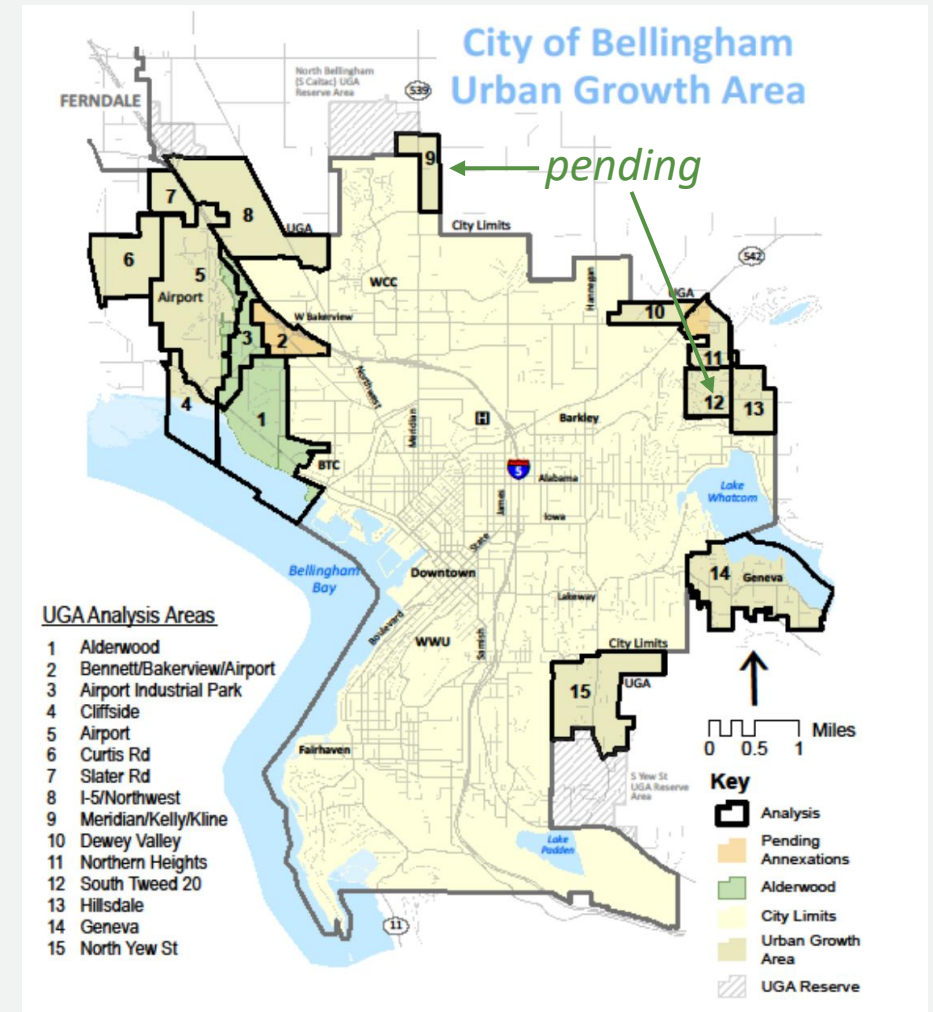 City of Bellingham
Urban Growth Area
North Bellingham
(S Caitac) UGA
Reserve Area
539
FERNDALE
9
pending
7
8
UGA
City Limits
542
6
5
WCC
Hannegan
UGA
Airport
10
W Bakerview
3
2
11
Northwest
12
13
4
1
Meridian
H
Barkley
BTC
5
Alabama
Lake
Whatcom
James
Iowa
State
Bellingham
Bay
Downtown
14
Geneva
Lakeway
UGA Analysis Areas
Boulevard
WWU
Samish
City Limits
1 Alderwood
2 Bennett/Bakerview/Airport
3 Airport Industrial Park
4 Cliffside
5 Airport
6 Curtis Rd
7 Slater Rd
8 I-5/Northwest
9 Meridian/Kelly/Kline
10 Dewey Valley
11 Northern Heights
12 South Tweed 20
13 Hillsdale
14 Geneva
15 North Yew St
15
UGA
Fairhaven
S Yew St
UGA Reserve
Area
Lake
Padden
11
Miles
0 0.5 1
Key
Analysis
Pending
Annexations
Alderwood
City Limits
Urban Growth
Area
UGA Reserve